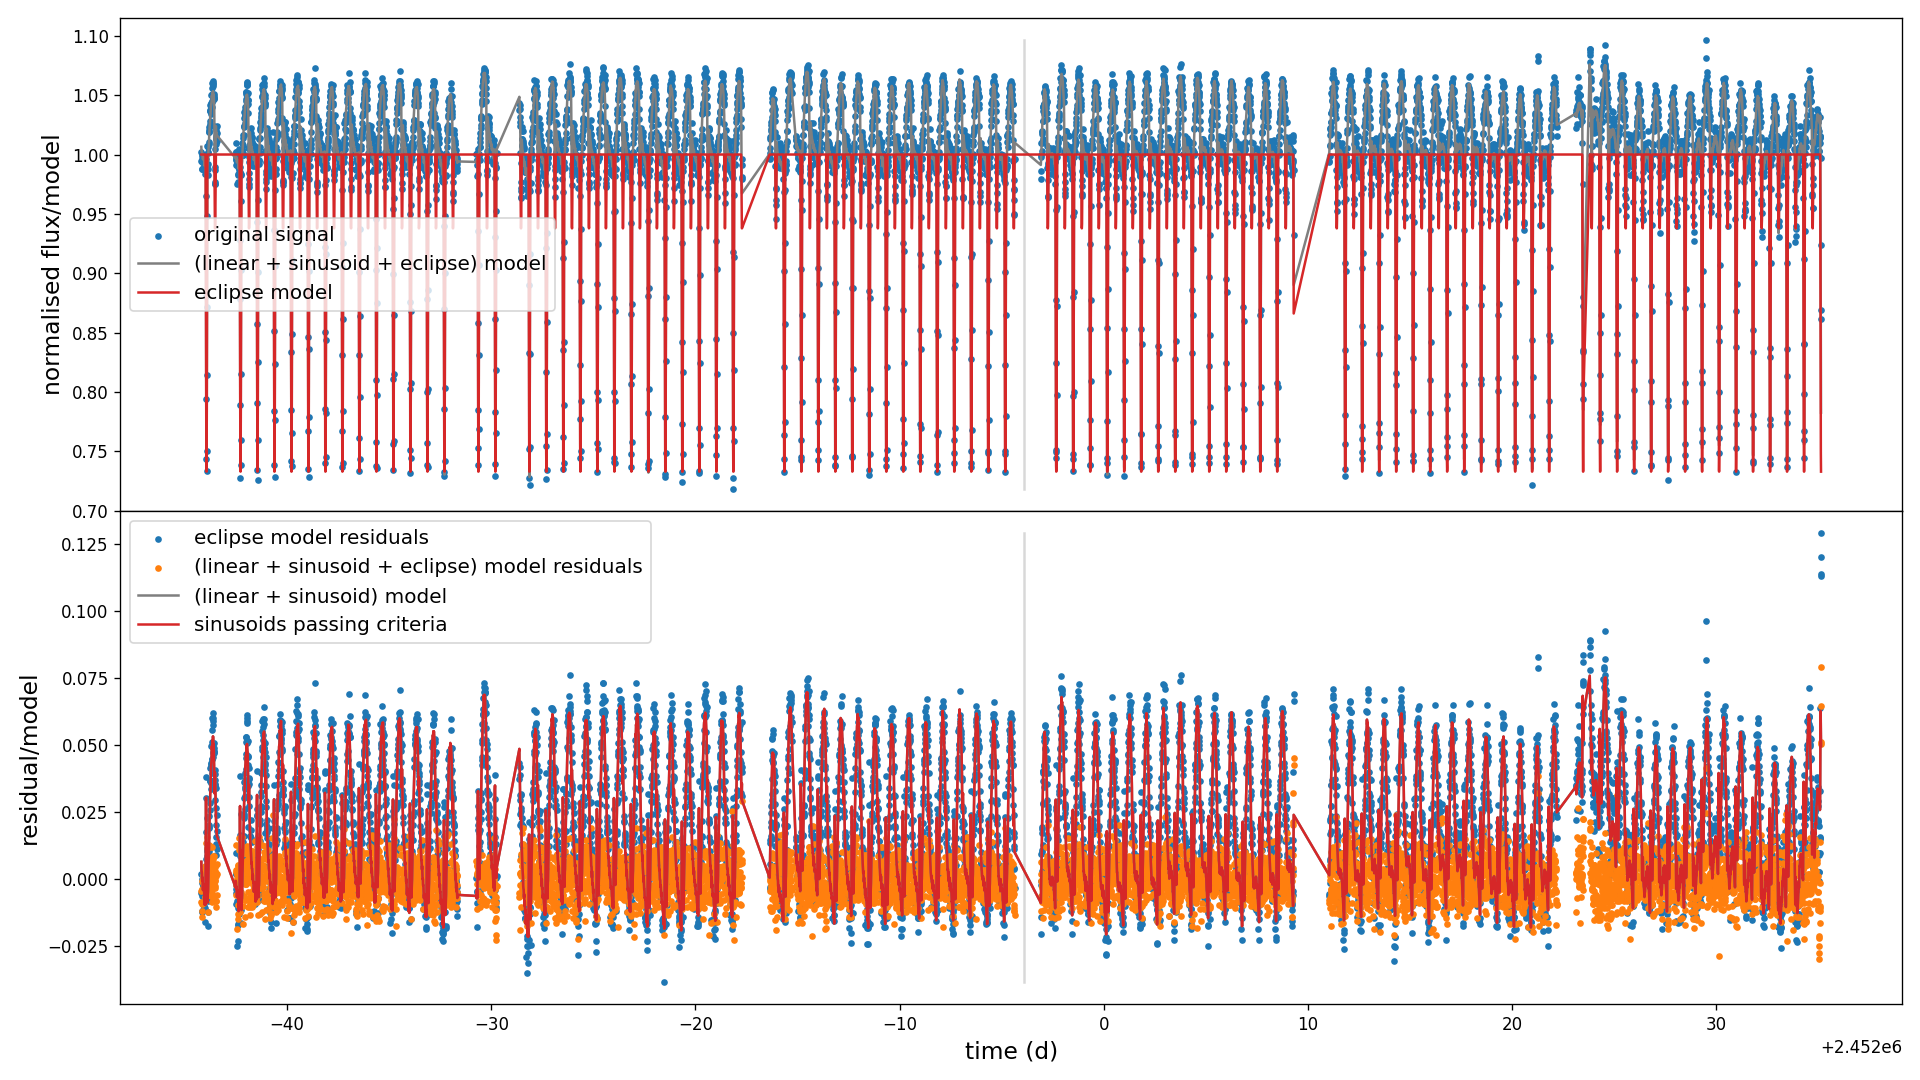 1.10
1.05
1.00
0.95
0.90
0.85
0.80
0.75
0.70
normalised flux/model
original signal
(linear + sinusoid + eclipse) model
eclipse model
0.125
0.100
0.075
0.050
0.025
0.000
−0.025
residual/model
eclipse model residuals
(linear + sinusoid + eclipse) model residuals
(linear + sinusoid) model
sinusoids passing criteria
−40 −30 −20 −10 0 10 20 30
time (d)
+2.452e6